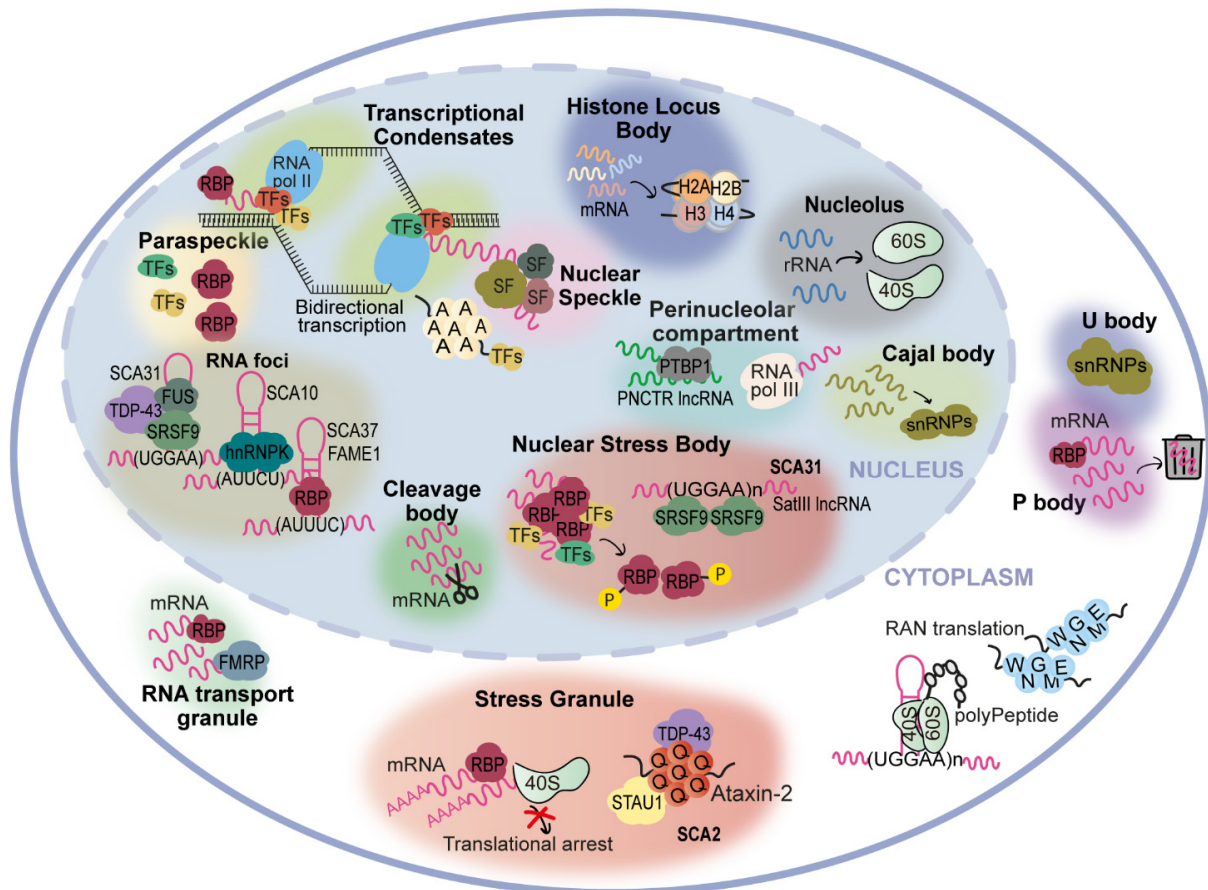 Transcriptional
Condensates
RNA
pol II
RBP
TFs
TFs
TFs
TFs
Bidirectional
transcription
Histone Locus
Body
mRNA
H2A
H2B
H3
H4
Nucleolus
rRNA
60S
40S
Paraspeckle
TFs
RBP
TFs
RBP
Nuclear
Speckle
SF
SF
SF
A A
A A A
A A
TFs
Perinucleolar
compartment
PTBP1
PNCTR lncRNA
RNA
pol III
Cajal body
snRNPs
U body
snRNPs
mRNA
RBP
P body
RNA foci
SCA31
FUS
TDP-43
SRSF9
(UGGAA)
SCA10
hnRNPK
(AUUCU)
SCA37
FAME1
RBP
(AUUUC)
Cleavage
body
mRNA
Nuclear Stress Body
RBP
RBP
RBP
TFs
TFs
TFs
RBP
P
RBP
P
SCA31
(UGGAA)n
SatIII lncRNA
SRSF9
SRSF9
NUCLEUS
CYTOPLASM
mRNA
RBP
FMRP
RNA transport
granule
Stress Granule
mRNA
RBP
40S
AAAA
AAAA
Translational arrest
TDP-43
Q
Q Q
Q
Q Q
Q
STAU1
Ataxin-2
SCA2
RAN translation
W G E
N M
W G E
N M
polyPeptide
40S
60S
(UGGAA)n